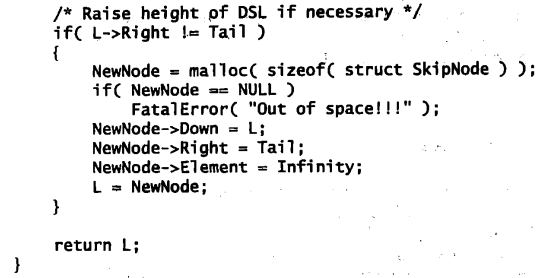 /* Raise height of DSL if necessary */
if( L->Right != Tail )
{
NewNode = malloc( sizeof( struct SkipNode ) );
if( NewNode == NULL )
FatalError( "Out of space!!!" );
NewNode->Down = L;
NewNode->Right = Tail;
NewNode->Element = Infinity;
L = NewNode;
}
return L;
}